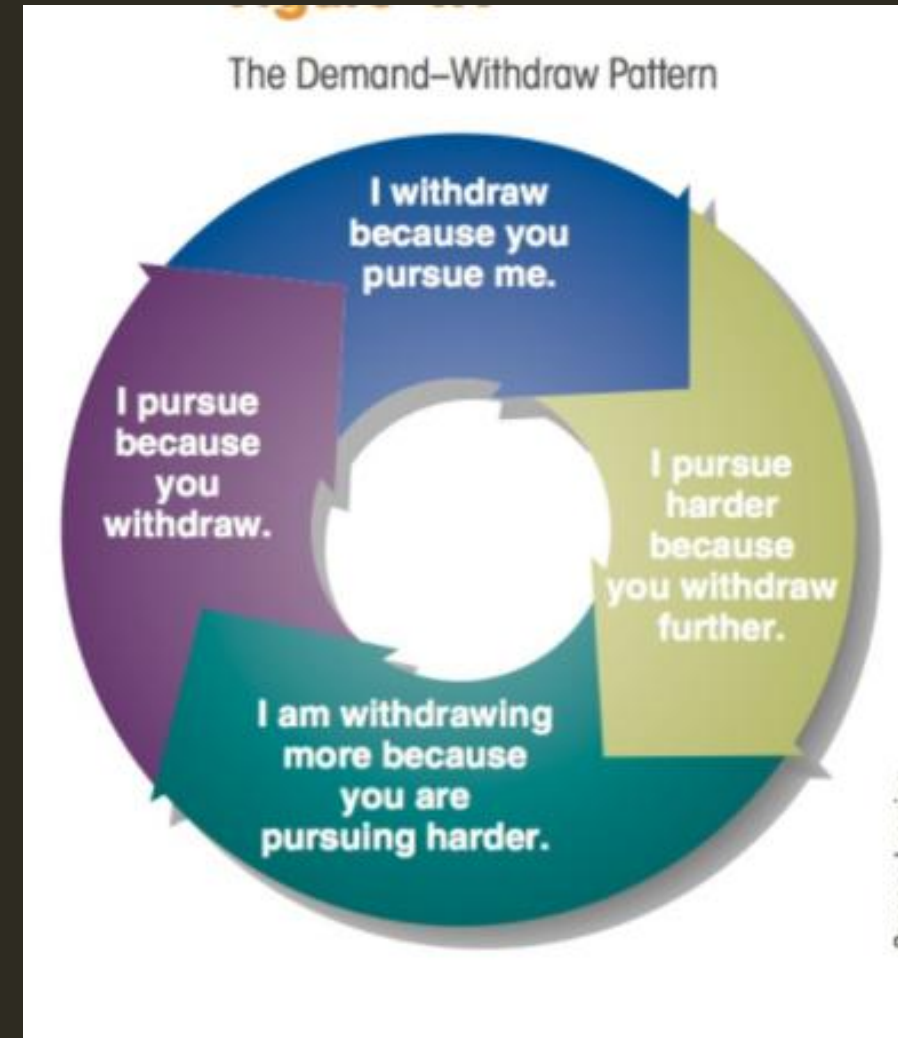 The Demand–Withdraw Pattern
I withdraw
because you
pursue me.
I pursue
harder
because
you withdraw
further.
I am withdrawing
more because
you are
pursuing harder.
I pursue
because
you
withdraw.